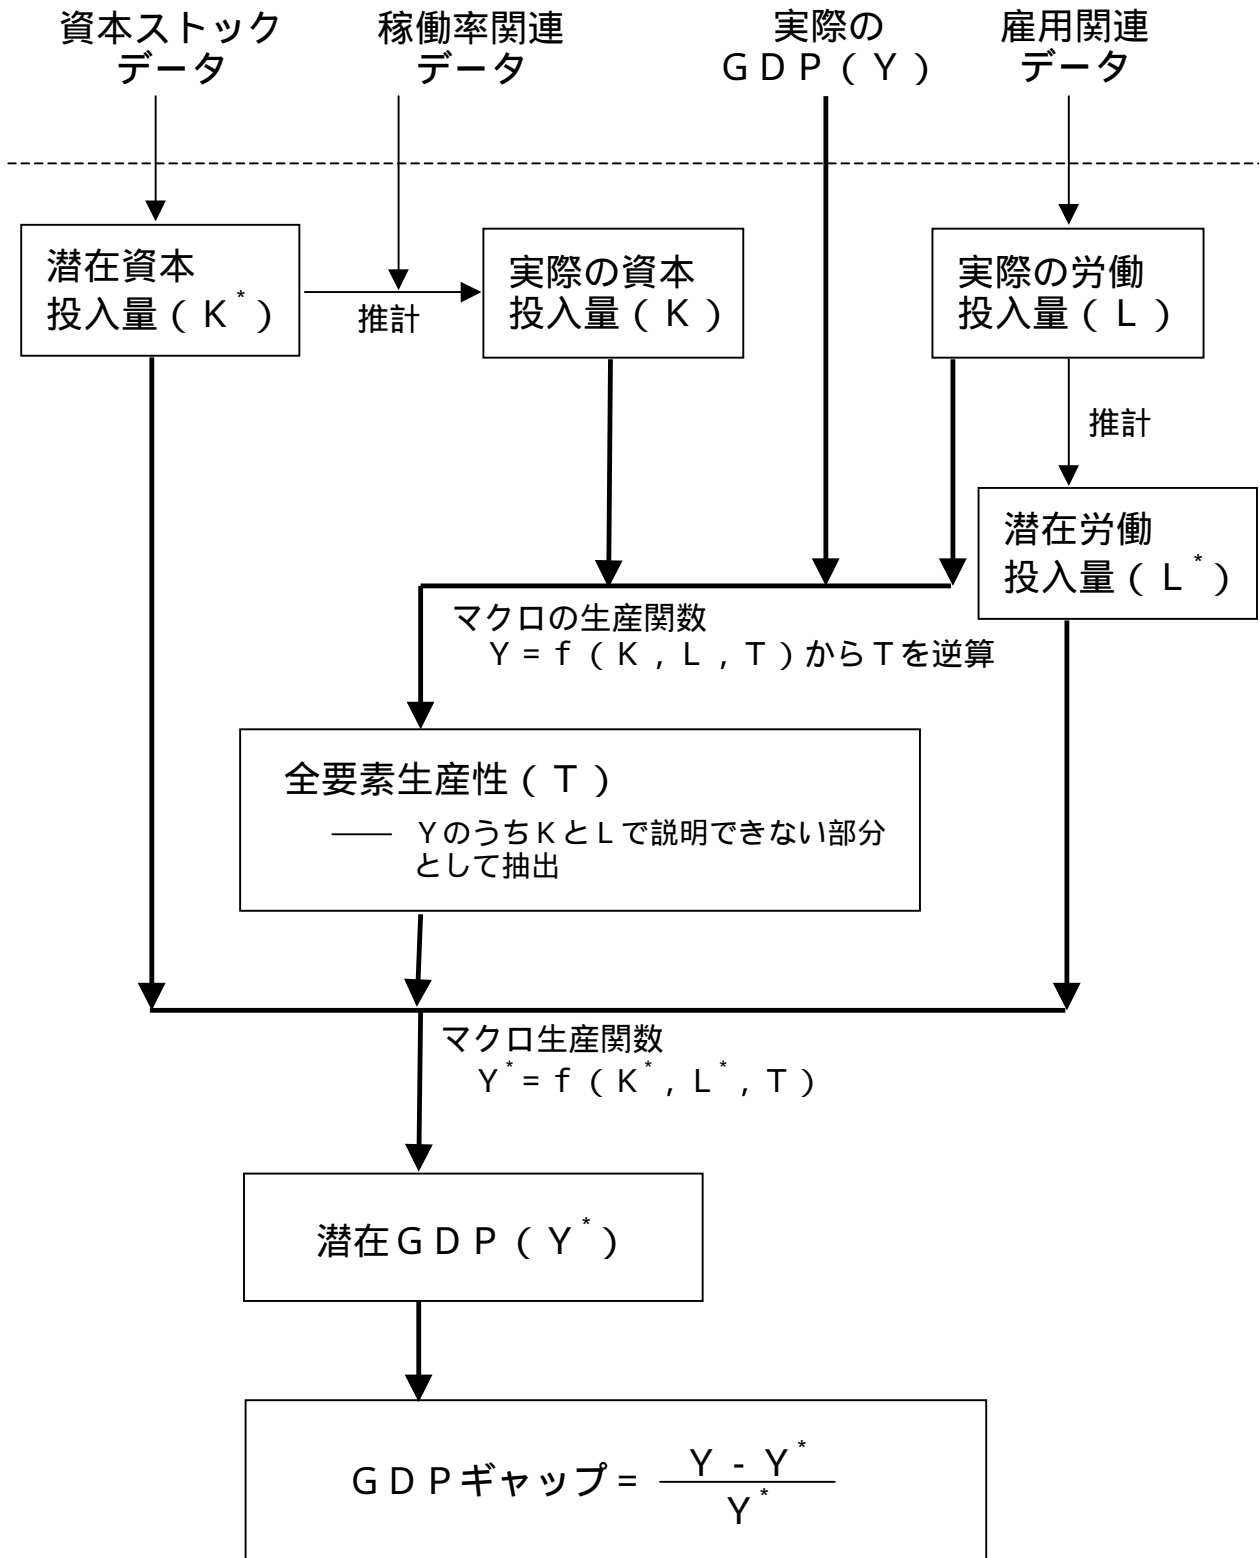 資本ストック
データ
稼働率関連
データ
実際の
ＧＤＰ（Ｙ）
雇用関連
データ
潜在資本
投入量（Ｋ*）
推計
実際の資本
投入量（Ｋ）
実際の労働
投入量（Ｌ）
推計
潜在労働
投入量（Ｌ*）
マクロの生産関数
Ｙ＝ｆ（Ｋ，Ｌ，Ｔ）からＴを逆算
全要素生産性（Ｔ）
―― ＹのうちＫとＬで説明できない部分
として抽出
マクロ生産関数
Ｙ*＝ｆ（Ｋ*，Ｌ*，Ｔ）
潜在ＧＤＰ（Ｙ*）
Ｙ - Ｙ*
ＧＤＰギャップ＝
Ｙ*